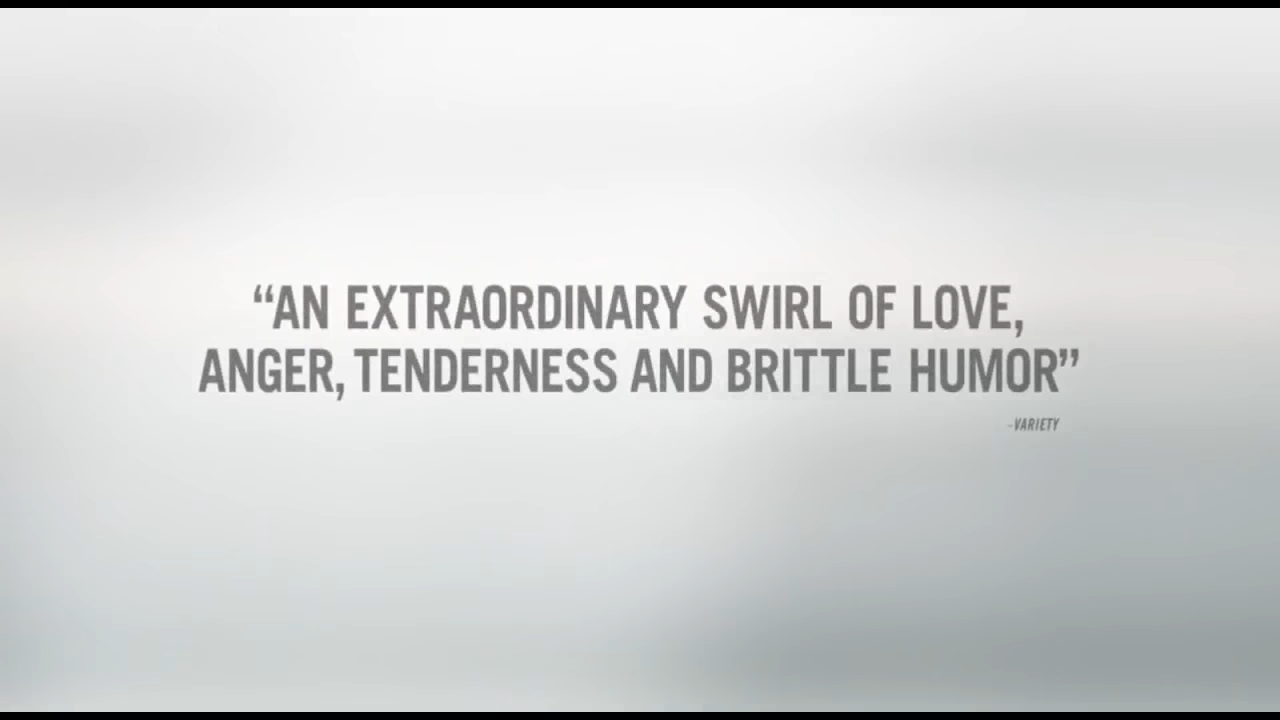 “AN EXTRAORDINARY SWIRL OF LOVE,
ANGER, TENDERNESS AND BRITTLE HUMOR”
-VARIETY